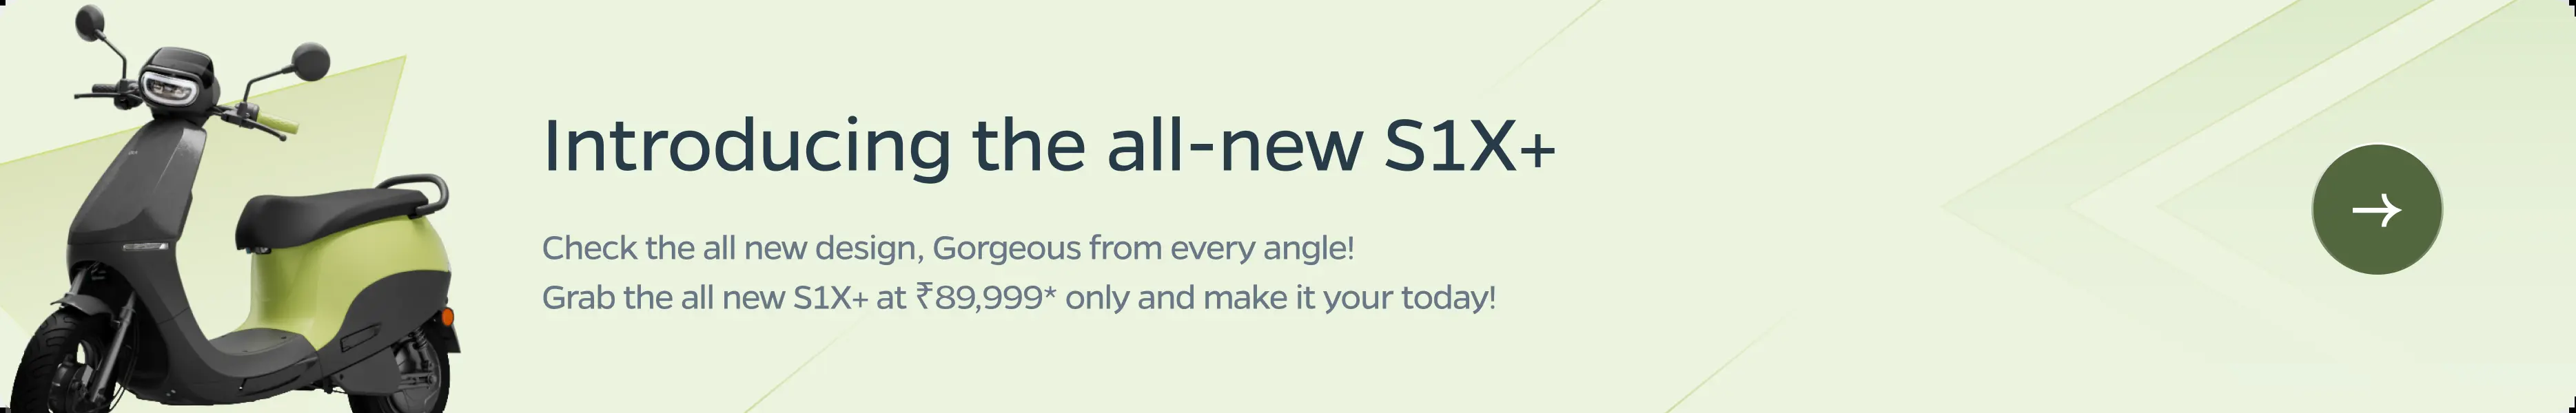 Introducing the all-new S1X+
Check the all new design, Gorgeous from every angle!
Grab the all new S1X+ at ₹89,999* only and make it your today!